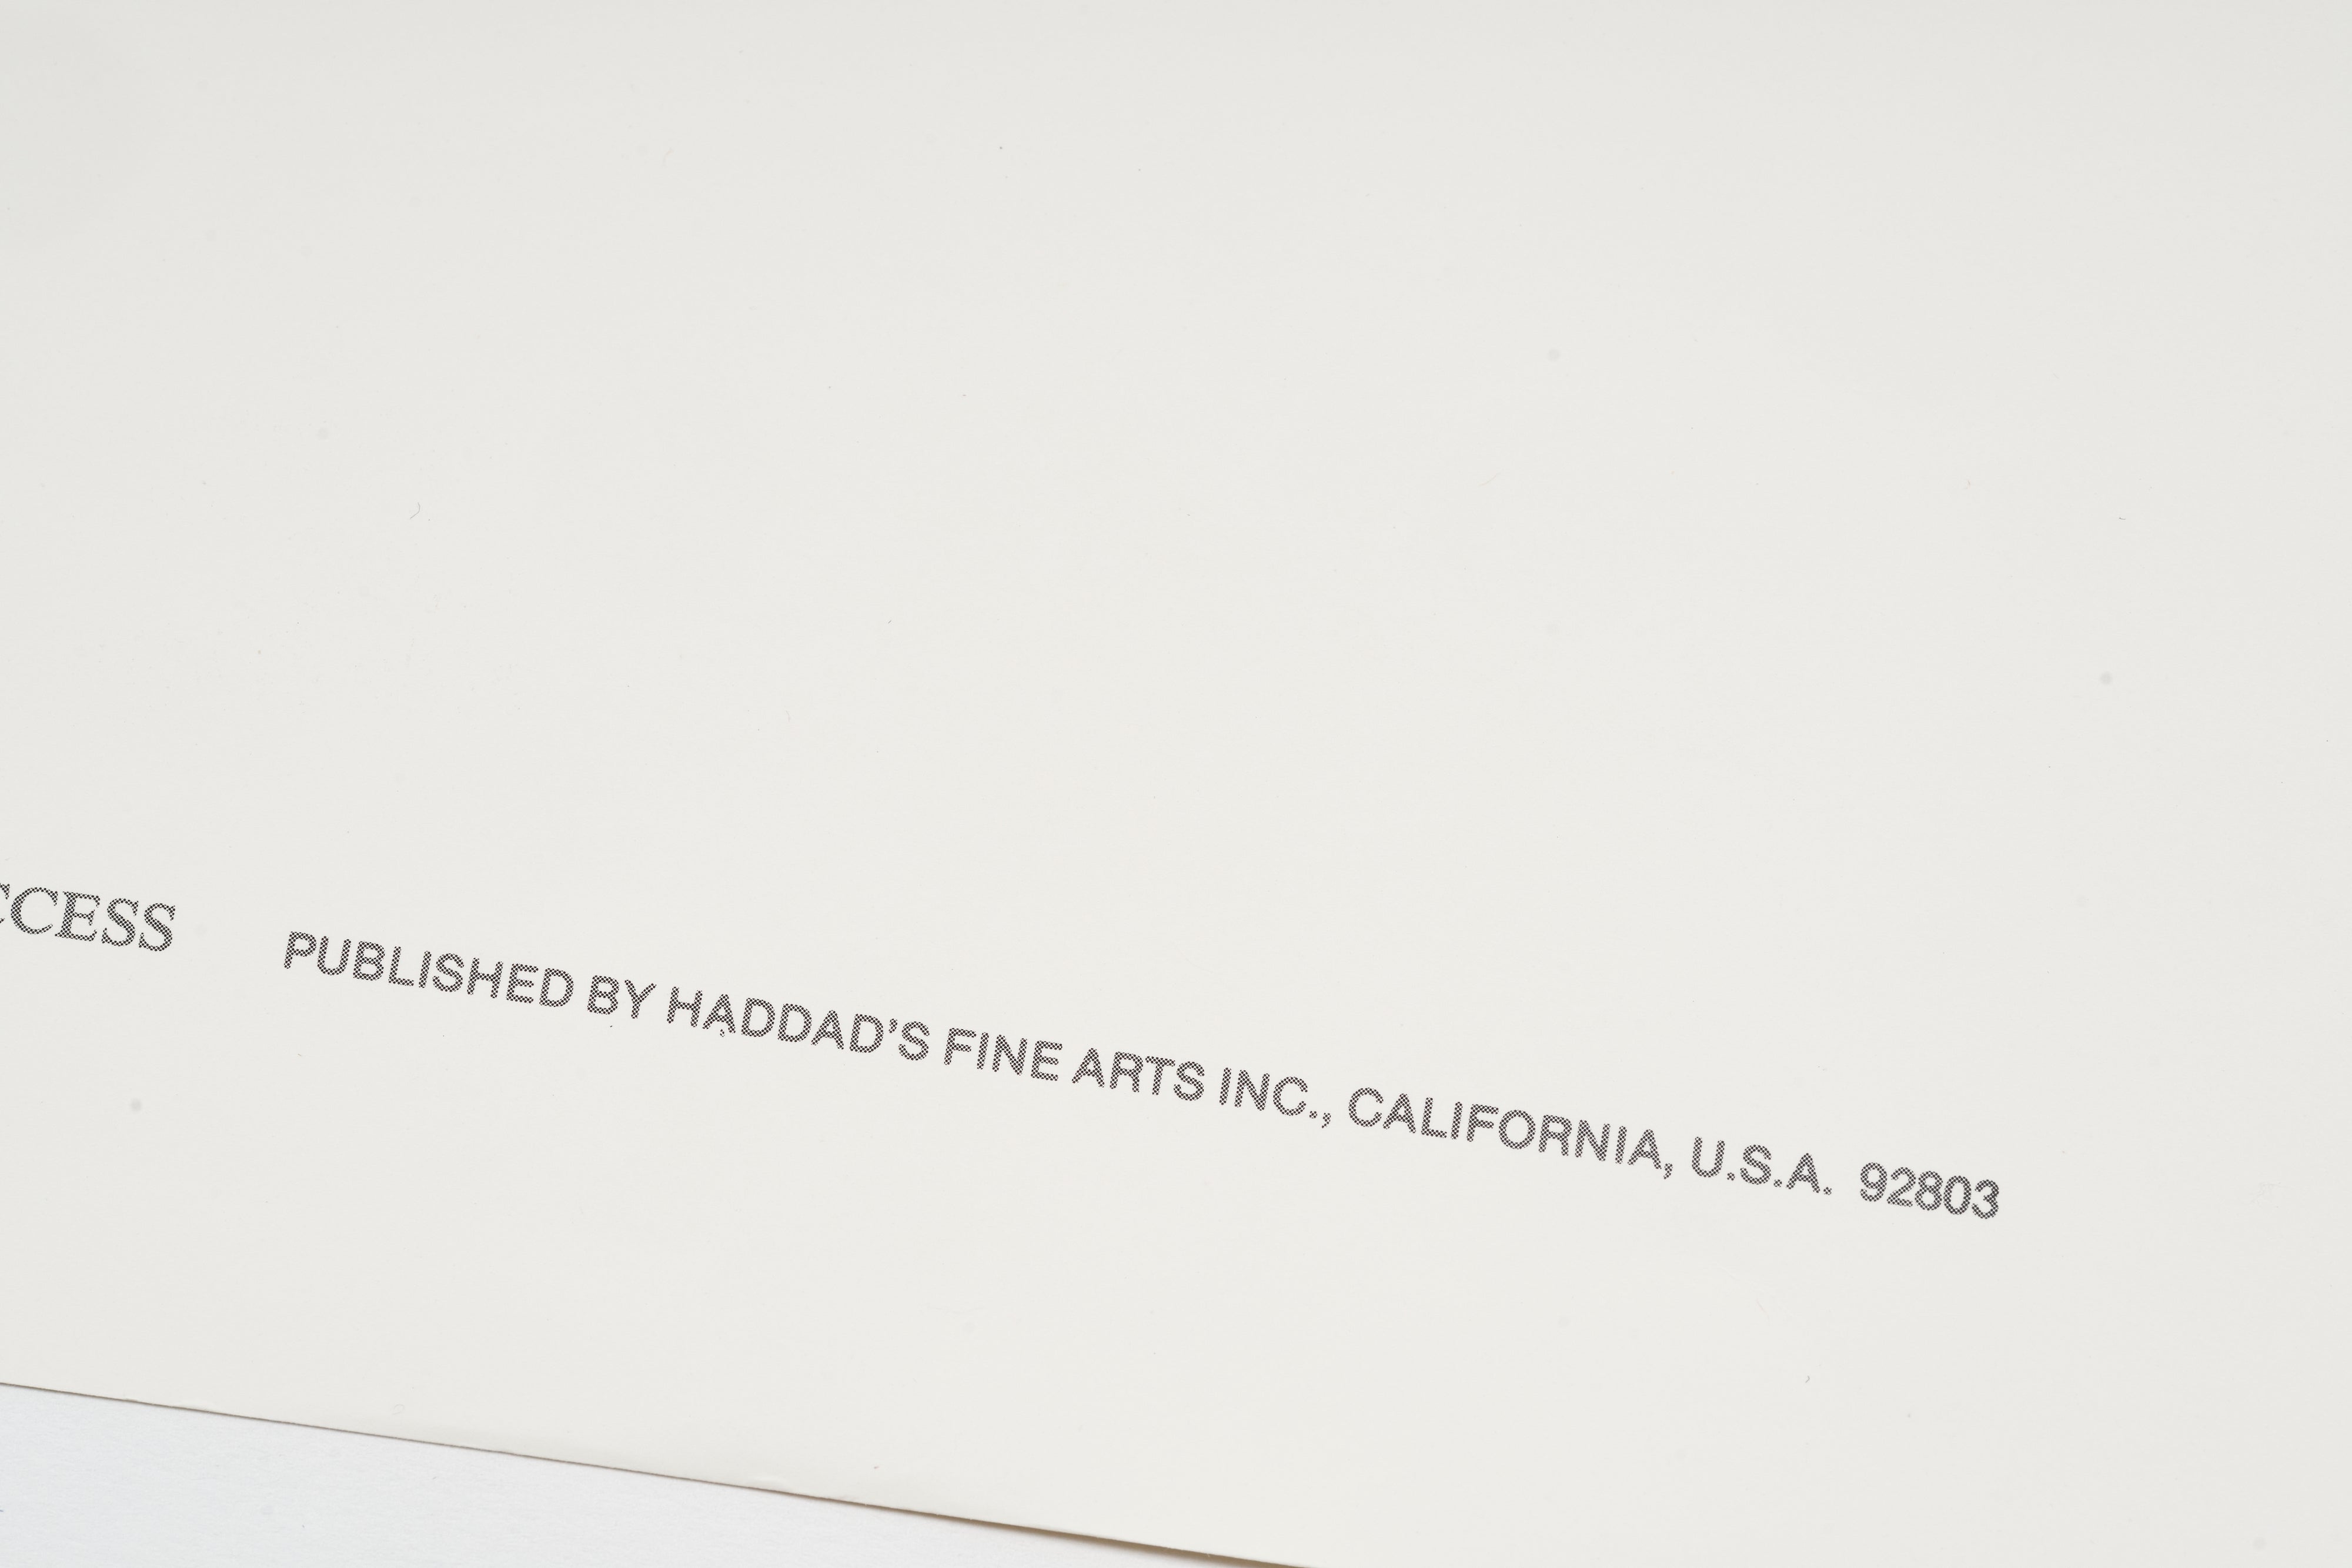 CCESS PUBLISHED BY HADDAD'S FINE ARTS INC., CALIFORNIA, U.S.A. 92803